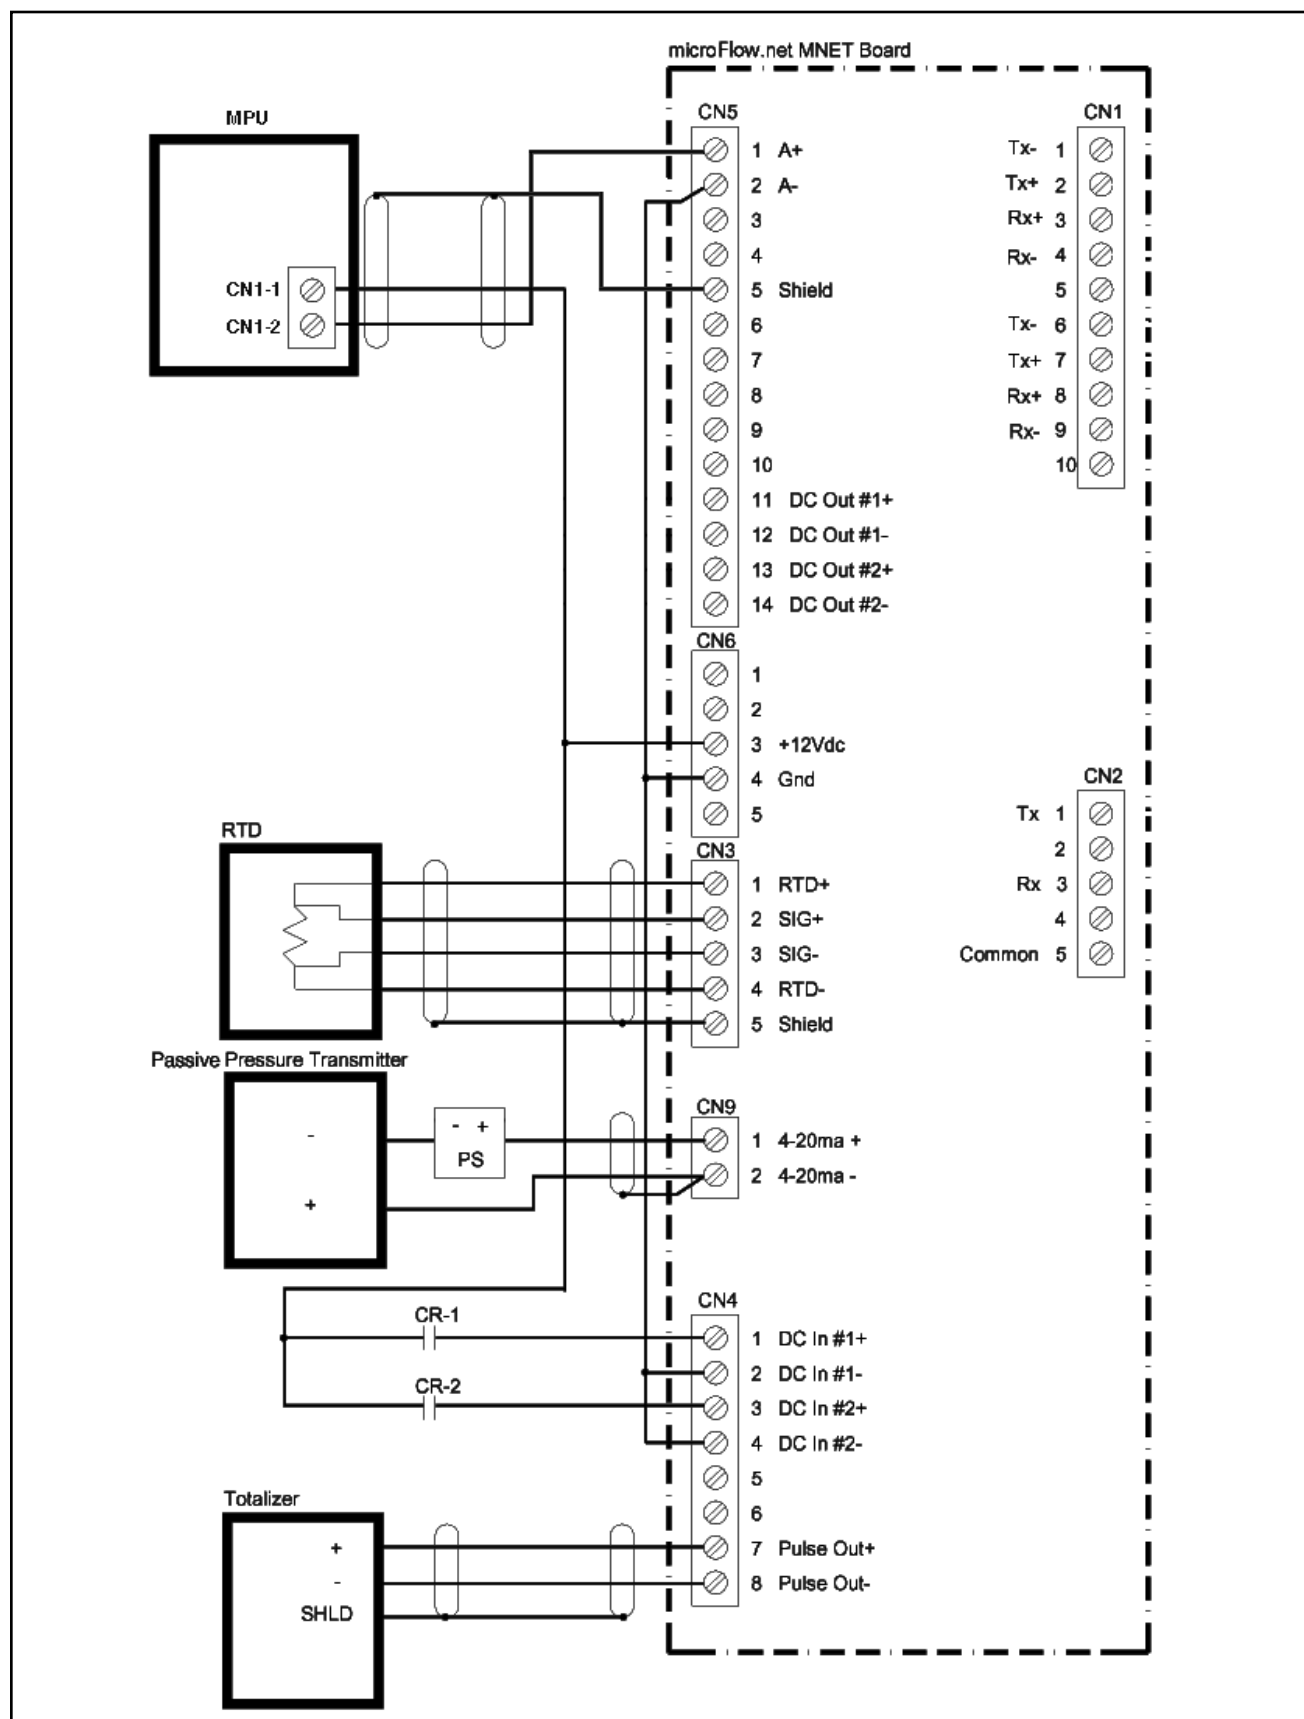 microFlow.net MNET Board
MPU
CN1-1
CN1-2
CN5
1 A+
2 A-
3
4
5 Shield
6
7
8
9
10
11 DC Out #1+
12 DC Out #1-
13 DC Out #2+
14 DC Out #2-
CN1
Tx- 1
Tx+ 2
Rx+ 3
Rx- 4
5
Tx- 6
Tx+ 7
Rx+ 8
Rx- 9
10
CN6
1
2
3 +12Vdc
4 Gnd
5
CN2
Tx 1
2
Rx 3
4
Common 5
RTD
CN3
1 RTD+
2 SIG+
3 SIG-
4 RTD-
5 Shield
Passive Pressure Transmitter
-
+
- +
PS
CN9
1 4-20ma +
2 4-20ma -
CR-1
CR-2
CN4
1 DC In #1+
2 DC In #1-
3 DC In #2+
4 DC In #2-
5
6
7 Pulse Out+
8 Pulse Out-
Totalizer
+
-
SHLD